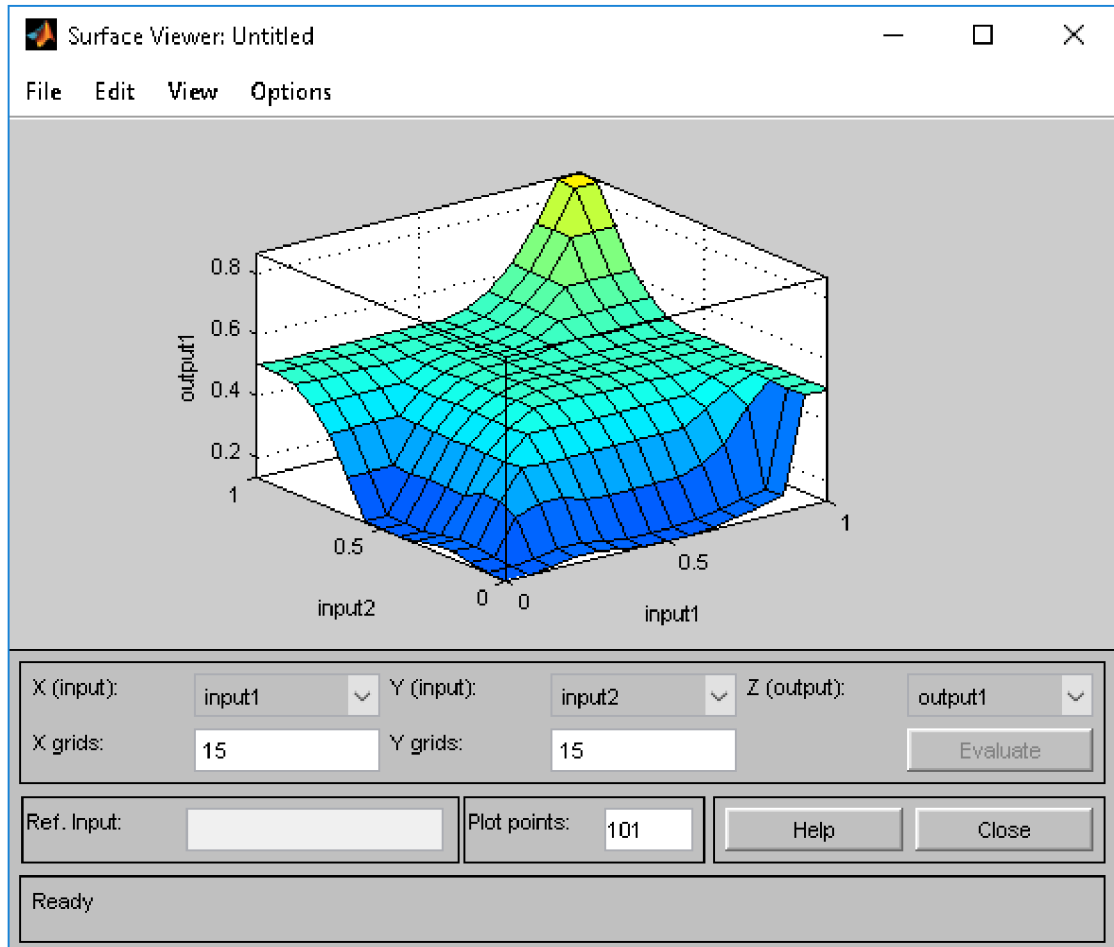 Surface Viewer: Untitled
File Edit View Options
0.8
0.6
0.4
0.2
output1
1
0.5
0
input2
0
0.5
1
input1
X (input): input1 Y (input): input2 Z (output): output1
X grids: 15 Y grids: 15 Evaluate
Ref. Input: Plot points: 101 Help Close
Ready